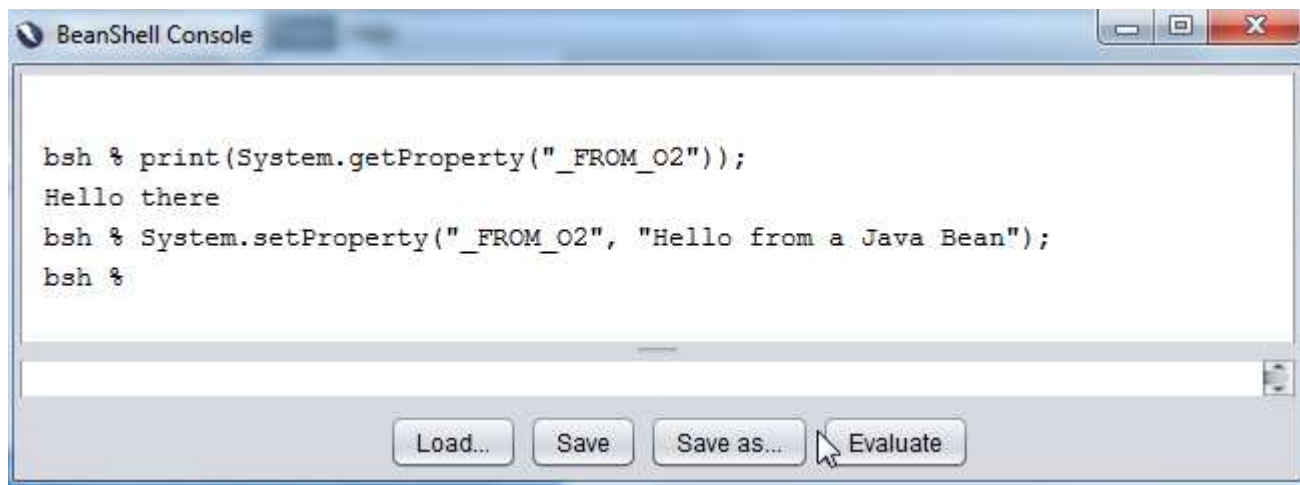 BeanShell Console
bsh % print(System.getProperty("_FROM_O2"));
Hello there
bsh % System.setProperty("_FROM_O2", "Hello from a Java Bean");
bsh %
Load... Save Save as... Evaluate